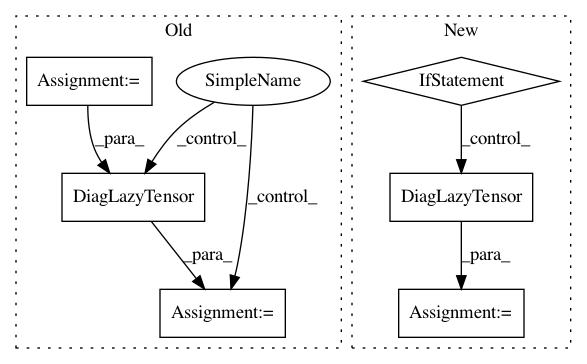 Old
New
Assignment:=
SimpleName
IfStatement
_para_
_control_
_control_
_control_
DiagLazyTensor
DiagLazyTensor
_para_
_para_
Assignment:=
Assignment:=